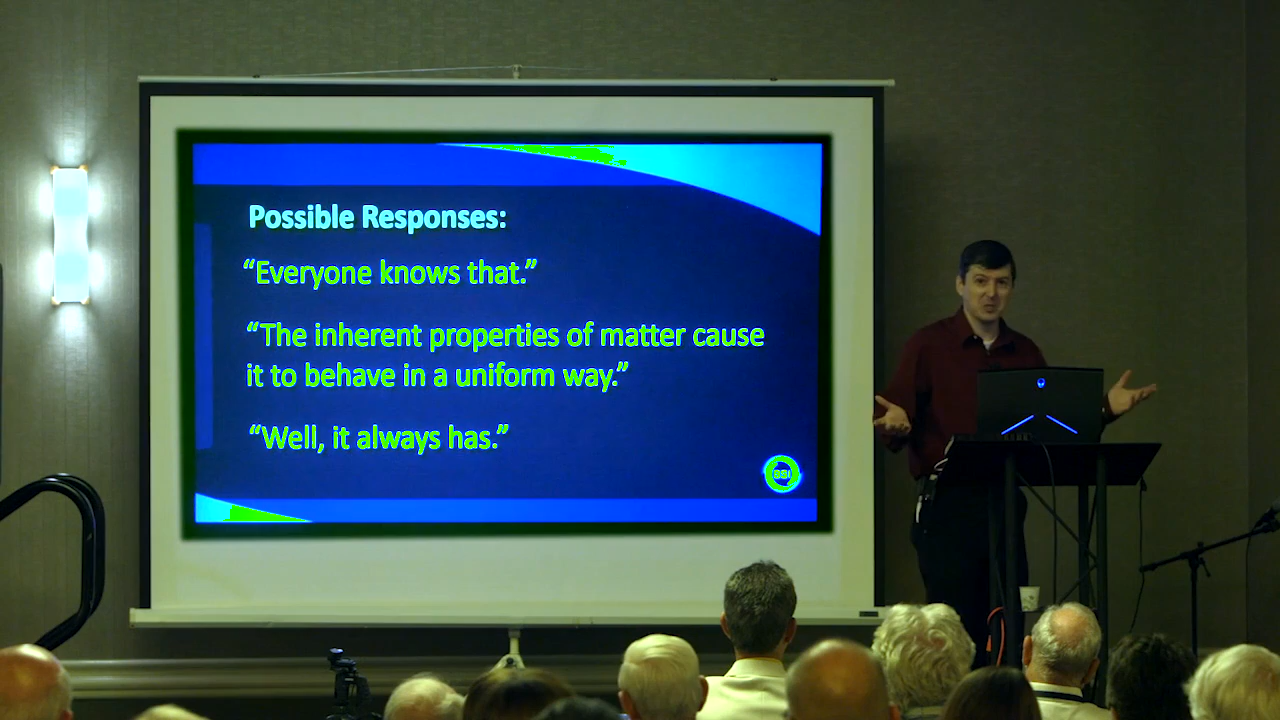 Possible Responses:
“Everyone knows that.”
“The inherent properties of matter cause
it to behave in a uniform way.”
“Well, it always has.”
BSI